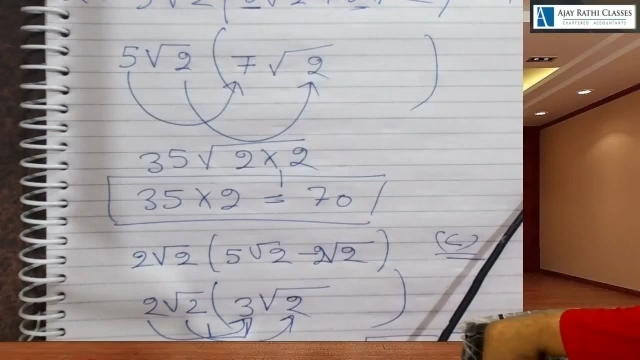 AJAY RATHI CLASSES
CHARTERED ACCOUNTANTS
5√2 (7√2)
35√2×2
35×2 = 70
2√2 (5√2 - 2√2) (C)
2√2 (3√2)